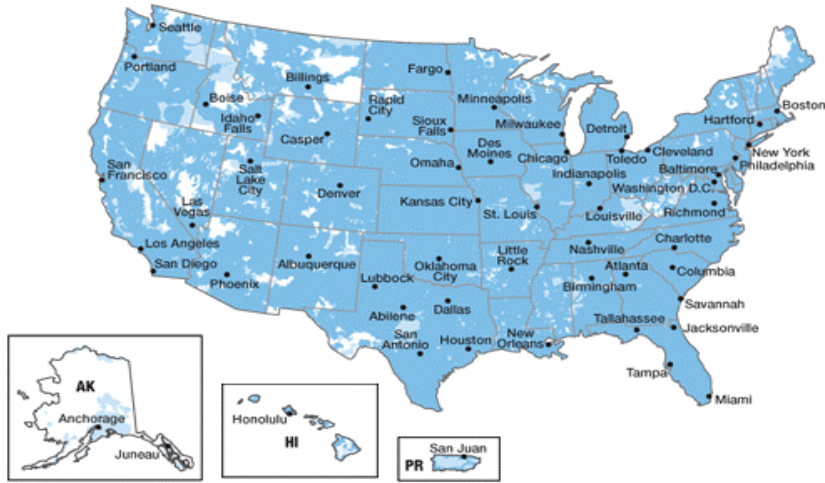 Seattle
Portland
Billings
Fargo
Boise
Idaho
Falls
Rapid
City
Minneapolis
Sioux
Falls
Milwaukee
Detroit
Hartford
Boston
Casper
Des
Moines
Chicago
Toledo
Cleveland
New York
Philadelphia
Baltimore
Washington D.C.
San
Francisco
Salt
Lake
City
Omaha
Indianapolis
Denver
Kansas City
St. Louis
Louisville
Richmond
Las
Vegas
Los Angeles
San Diego
Phoenix
Albuquerque
Lubbock
Oklahoma
City
Little
Rock
Nashville
Charlotte
Atlanta
Columbia
Birmingham
Savannah
Abilene
Dallas
Tallahassee
Jacksonville
San
Antonio
Houston
New
Orleans
Tampa
Miami
AK
Anchorage
Juneau
Honolulu
HI
San Juan
PR